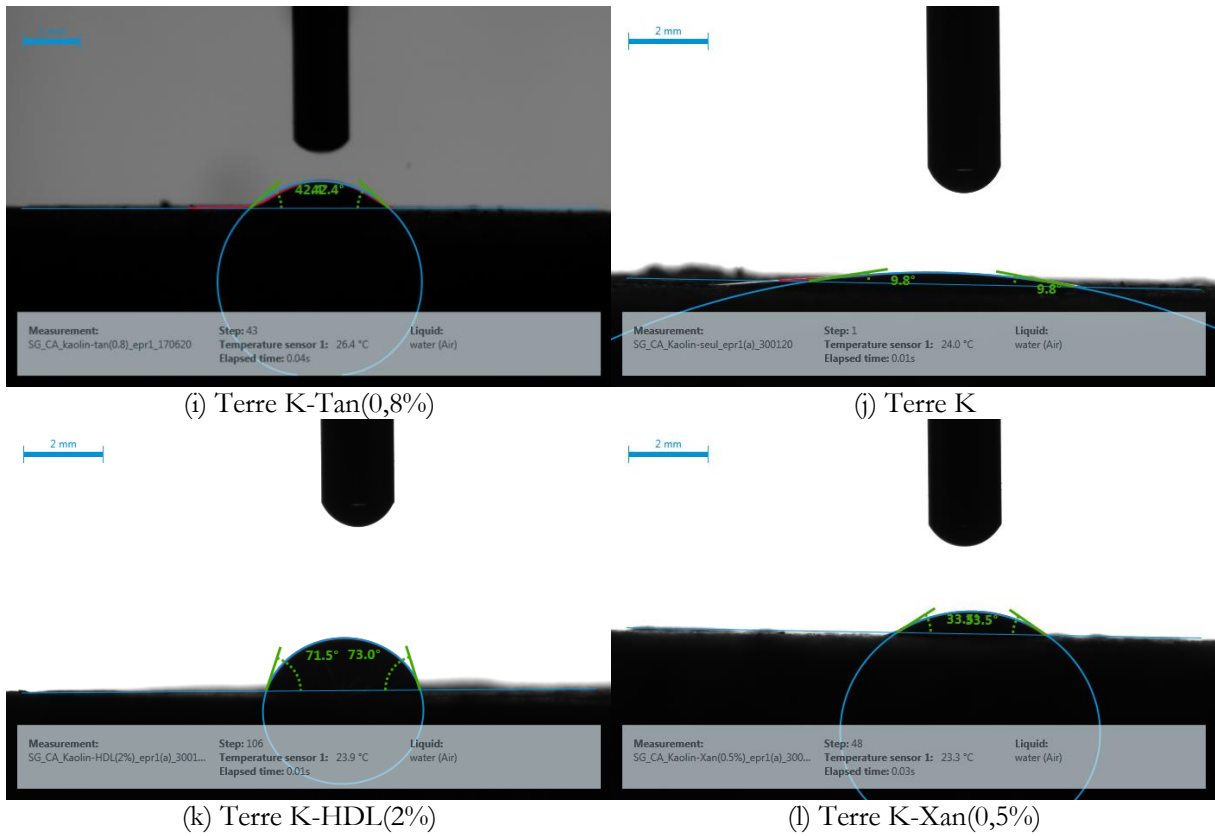 2 mm
42.4°
Measurement:
SG_CA_kaolin-tan(0.8)_epr1_170620
Step: 43
Temperature sensor 1: 26.4 °C
Elapsed time: 0.04s
Liquid:
water (Air)
(i) Terre K-Tan(0,8%)
2 mm
9.8°
9.8°
Measurement:
SG_CA_Kaolin-seul_epr1(a)_300120
Step: 1
Temperature sensor 1: 24.0 °C
Elapsed time: 0.01s
Liquid:
water (Air)
(j) Terre K
2 mm
71.5°
73.0°
Measurement:
SG_CA_Kaolin-HDL(2%)_epr1(a)_3001...
Step: 106
Temperature sensor 1: 23.9 °C
Elapsed time: 0.01s
Liquid:
water (Air)
(k) Terre K-HDL(2%)
2 mm
33.5°
Measurement:
SG_CA_Kaolin-Xan(0.5%)_epr1(a)_300...
Step: 48
Temperature sensor 1: 23.3 °C
Elapsed time: 0.03s
Liquid:
water (Air)
(l) Terre K-Xan(0,5%)